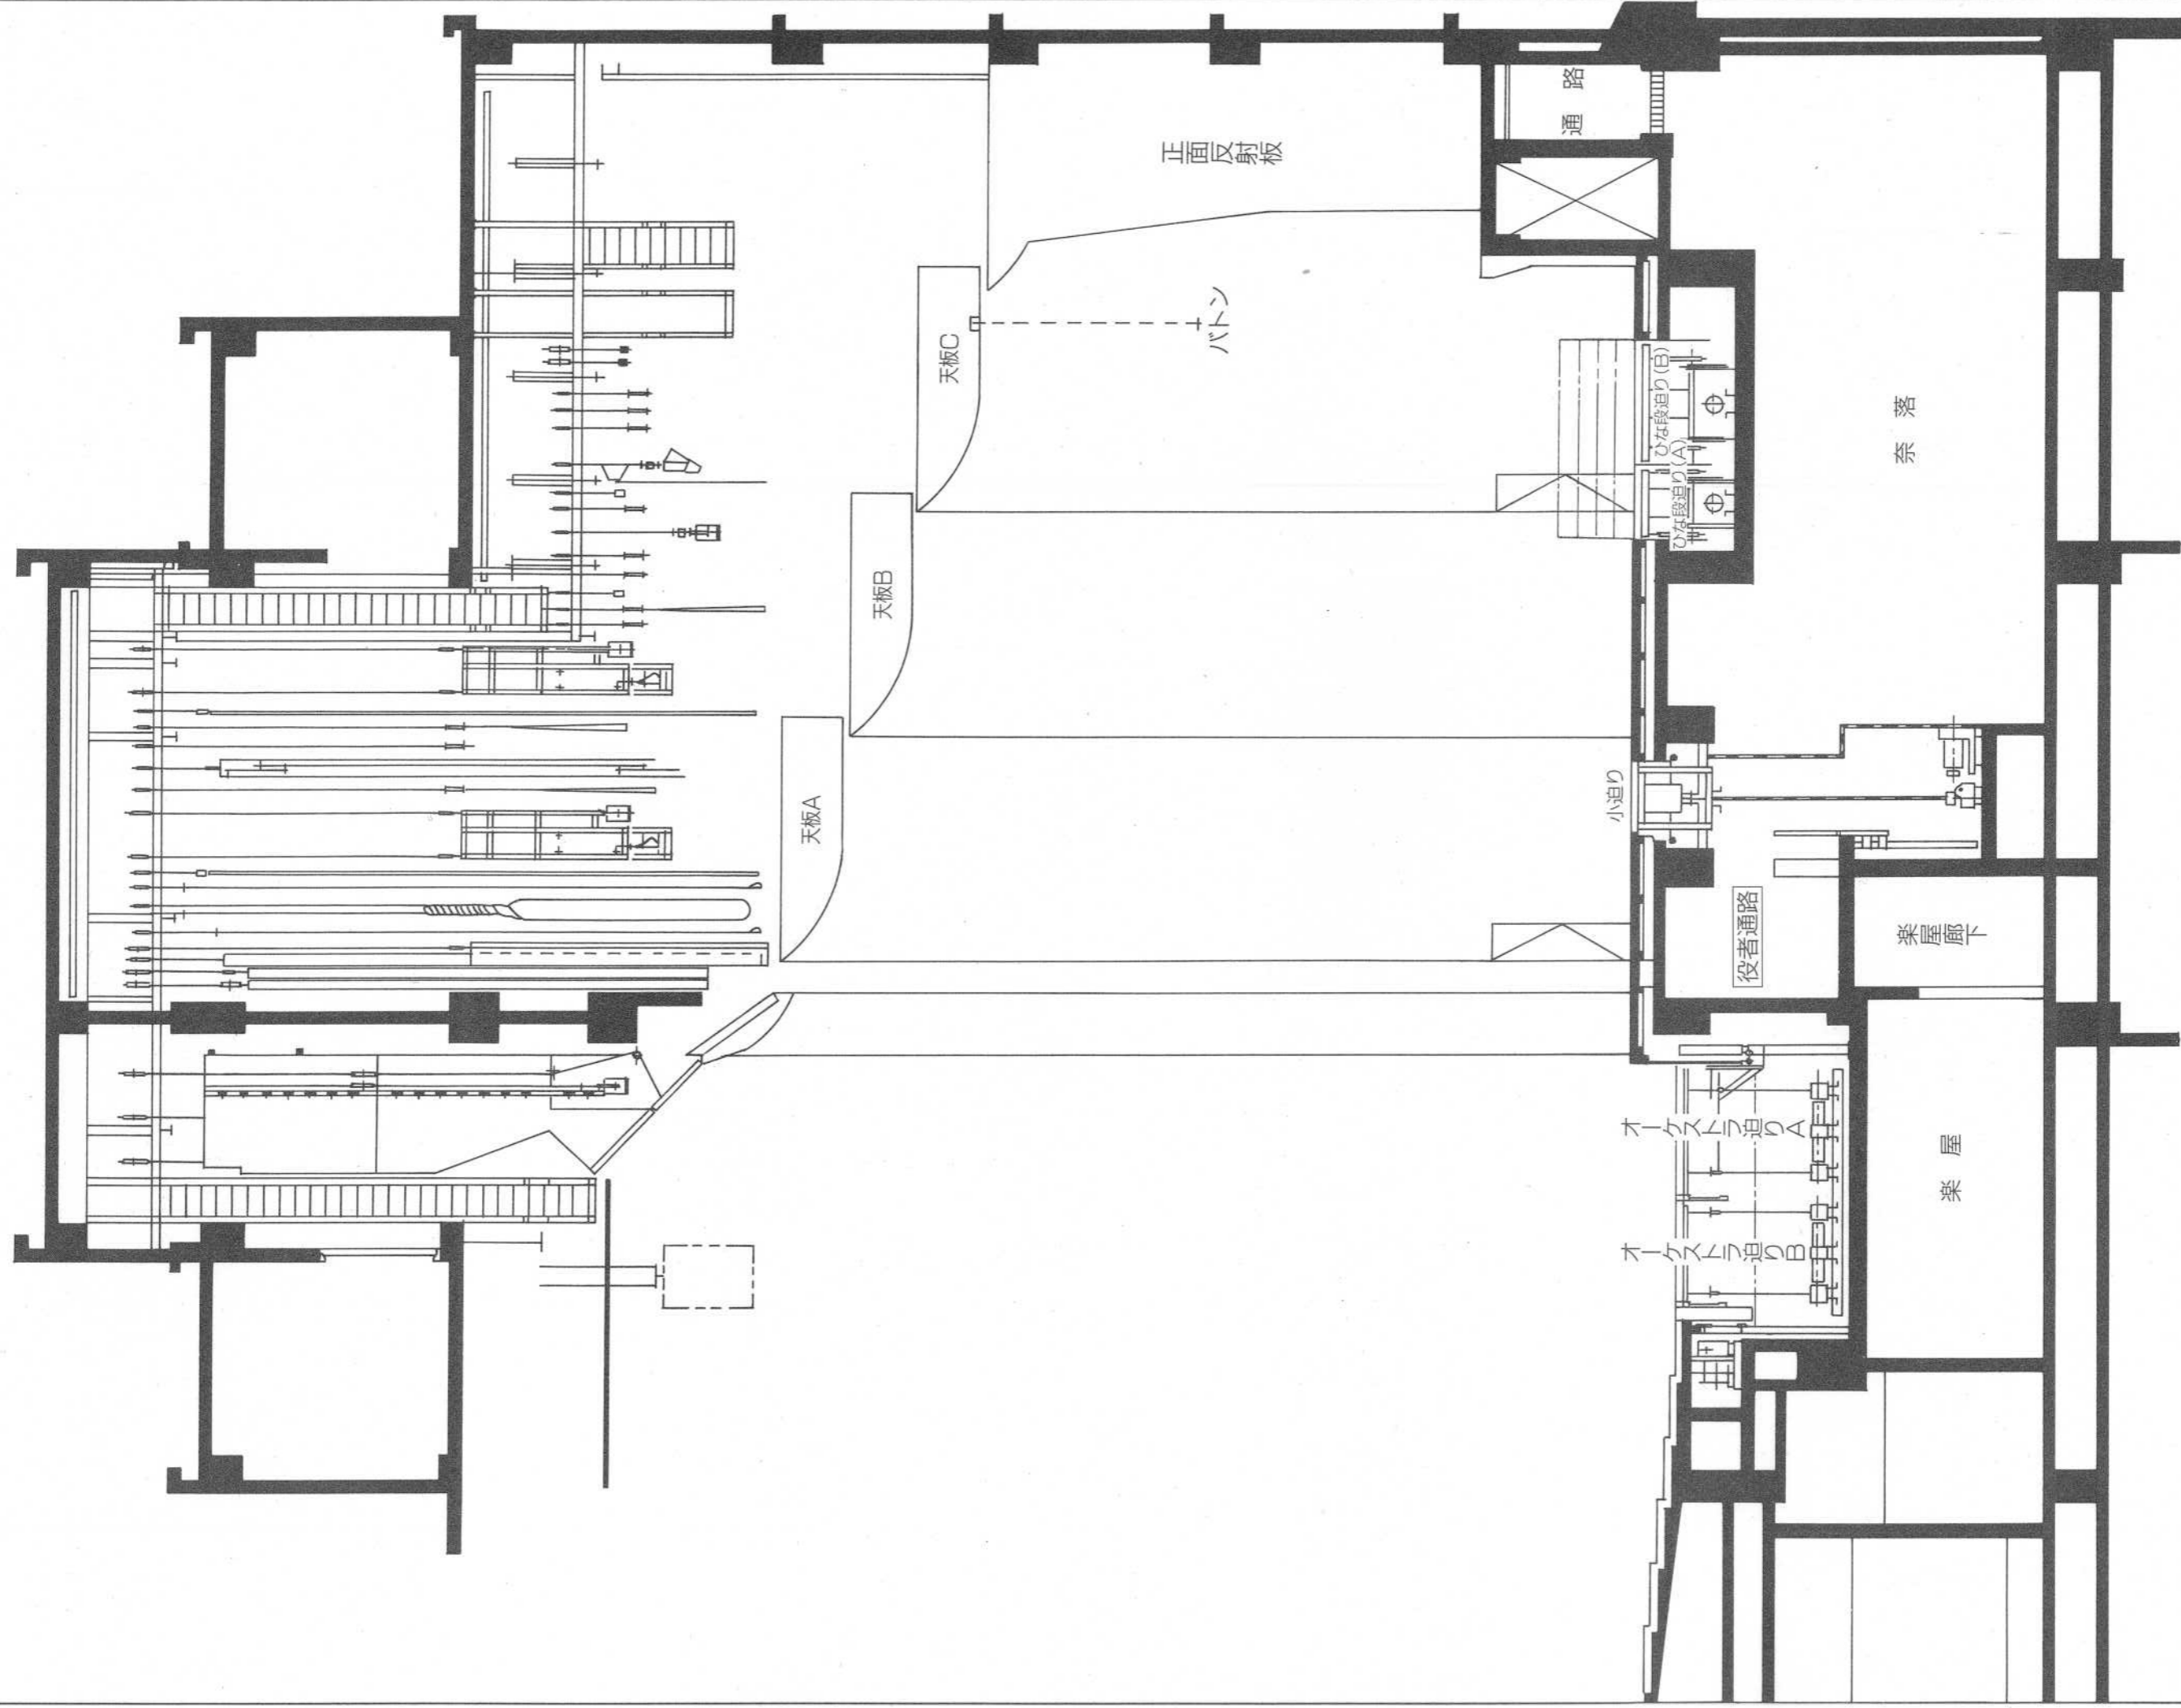 通路
正面反射板
バトン
天板C
天板B
天板A
ひな段迫り(B)
ひな段迫り(A)
奈落
小迫り
役者通路
楽屋廊下
オーケストラ迫りA
オーケストラ迫りB
楽屋